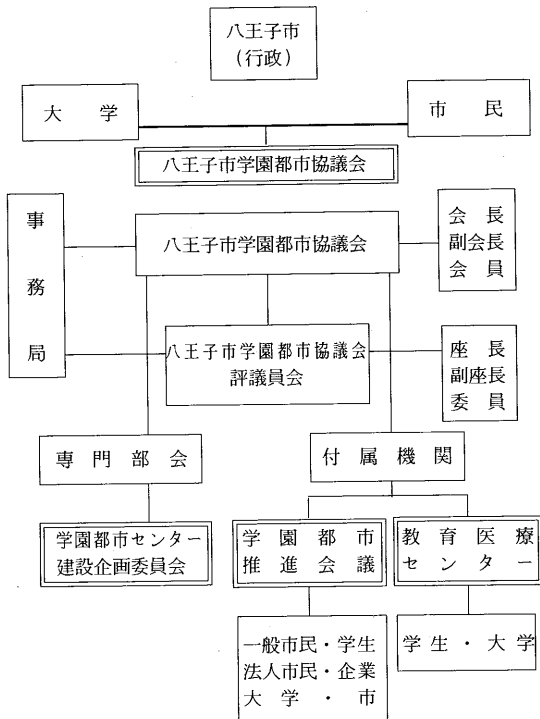 八王子市
(行政)
大学
市民
八王子市学園都市協議会
事務局
八王子市学園都市協議会
会長
副会長
会員
八王子市学園都市協議会
評議員会
座長
副座長
委員
専門部会
付属機関
学園都市センター
建設企画委員会
学園都市
推進会議
教育医療
センター
一般市民・学生
法人市民・企業
大学・市
学生・大学